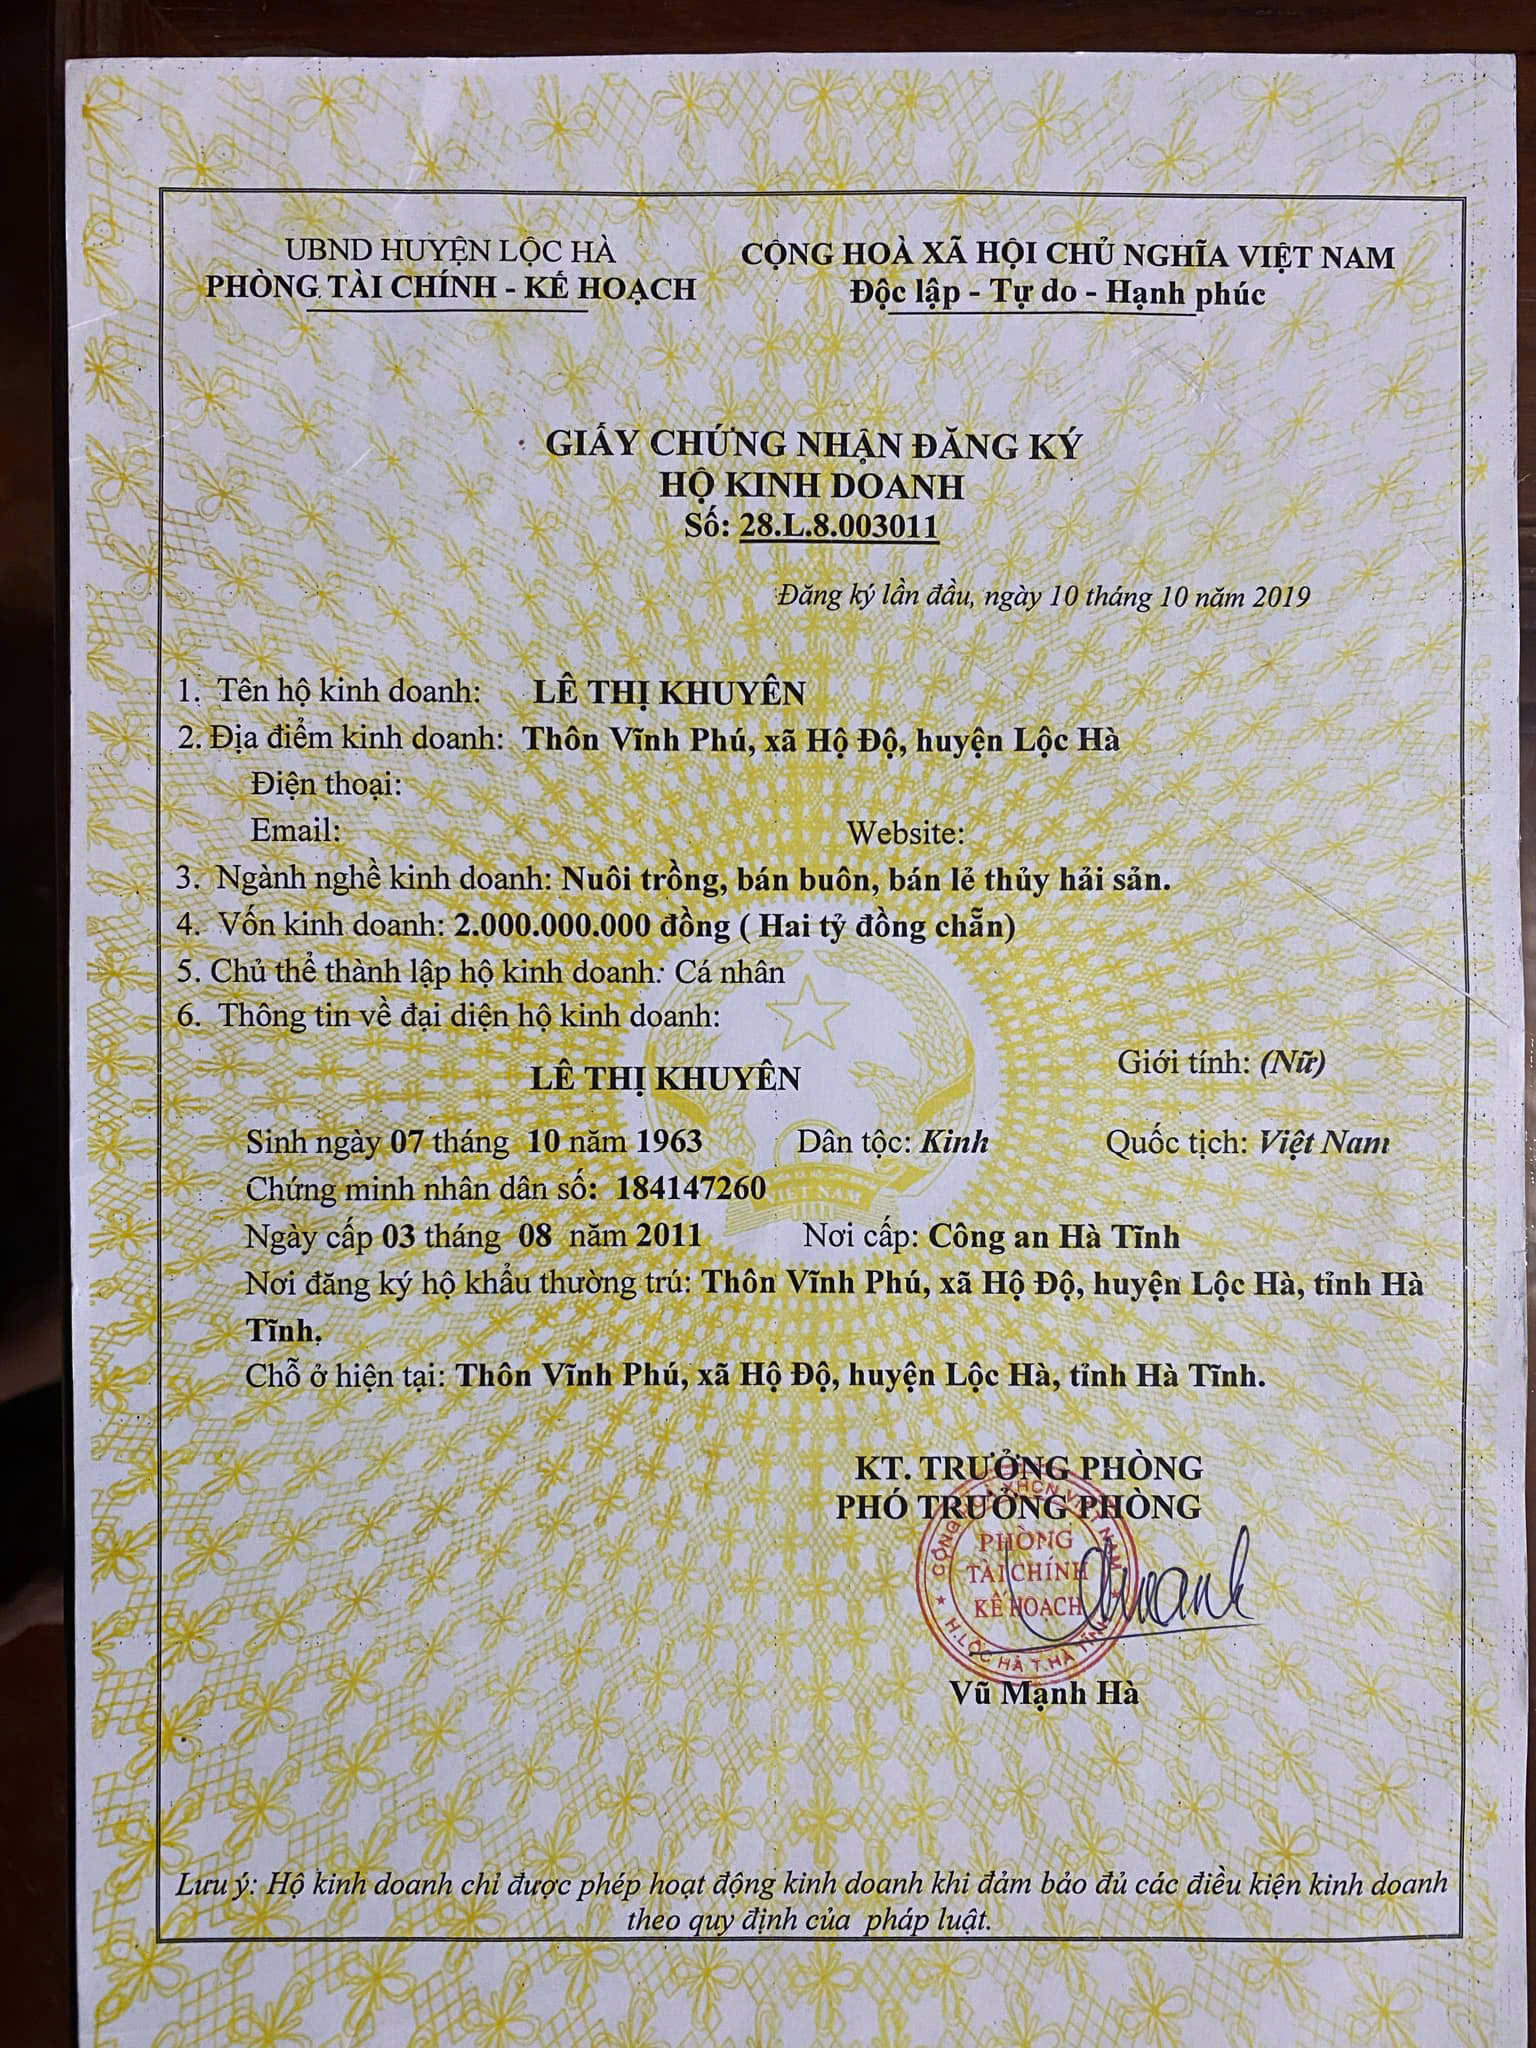 UBND HUYỆN LỘC HÀ
PHÒNG TÀI CHÍNH - KẾ HOẠCH
CỘNG HOÀ XÃ HỘI CHỦ NGHĨA VIỆT NAM
Độc lập - Tự do - Hạnh phúc
GIẤY CHỨNG NHẬN ĐĂNG KÝ
HỘ KINH DOANH
Số: 28.L.8.003011
Đăng ký lần đầu, ngày 10 tháng 10 năm 2019
1. Tên hộ kinh doanh: LÊ THỊ KHUYÊN
2. Địa điểm kinh doanh: Thôn Vĩnh Phú, xã Hộ Độ, huyện Lộc Hà
Điện thoại:
Email: Website:
3. Ngành nghề kinh doanh: Nuôi trồng, bán buôn, bán lẻ thủy hải sản.
4. Vốn kinh doanh: 2.000.000.000 đồng ( Hai tỷ đồng chẵn)
5. Chủ thể thành lập hộ kinh doanh: Cá nhân
6. Thông tin về đại diện hộ kinh doanh:
LÊ THỊ KHUYÊN Giới tính: (Nữ)
Sinh ngày 07 tháng 10 năm 1963 Dân tộc: Kinh Quốc tịch: Việt Nam
Chứng minh nhân dân số: 184147260
VIỆT NAM
Ngày cấp 03 tháng 08 năm 2011 Nơi cấp: Công an Hà Tĩnh
Nơi đăng ký hộ khẩu thường trú: Thôn Vĩnh Phú, xã Hộ Độ, huyện Lộc Hà, tỉnh Hà
Tĩnh.
Chỗ ở hiện tại: Thôn Vĩnh Phú, xã Hộ Độ, huyện Lộc Hà, tỉnh Hà Tĩnh.
KT. TRƯỞNG PHÒNG
PHÓ TRƯỞNG PHÒNG
CỘNG HOÀ XHCN VIỆT NAM
PHÒNG
TÀI CHÍNH
KẾ HOẠCH
H.LỘC HÀ T.HÀ TĨNH
Vũ Mạnh Hà
Lưu ý: Hộ kinh doanh chỉ được phép hoạt động kinh doanh khi đảm bảo đủ các điều kiện kinh doanh
theo quy định của pháp luật.